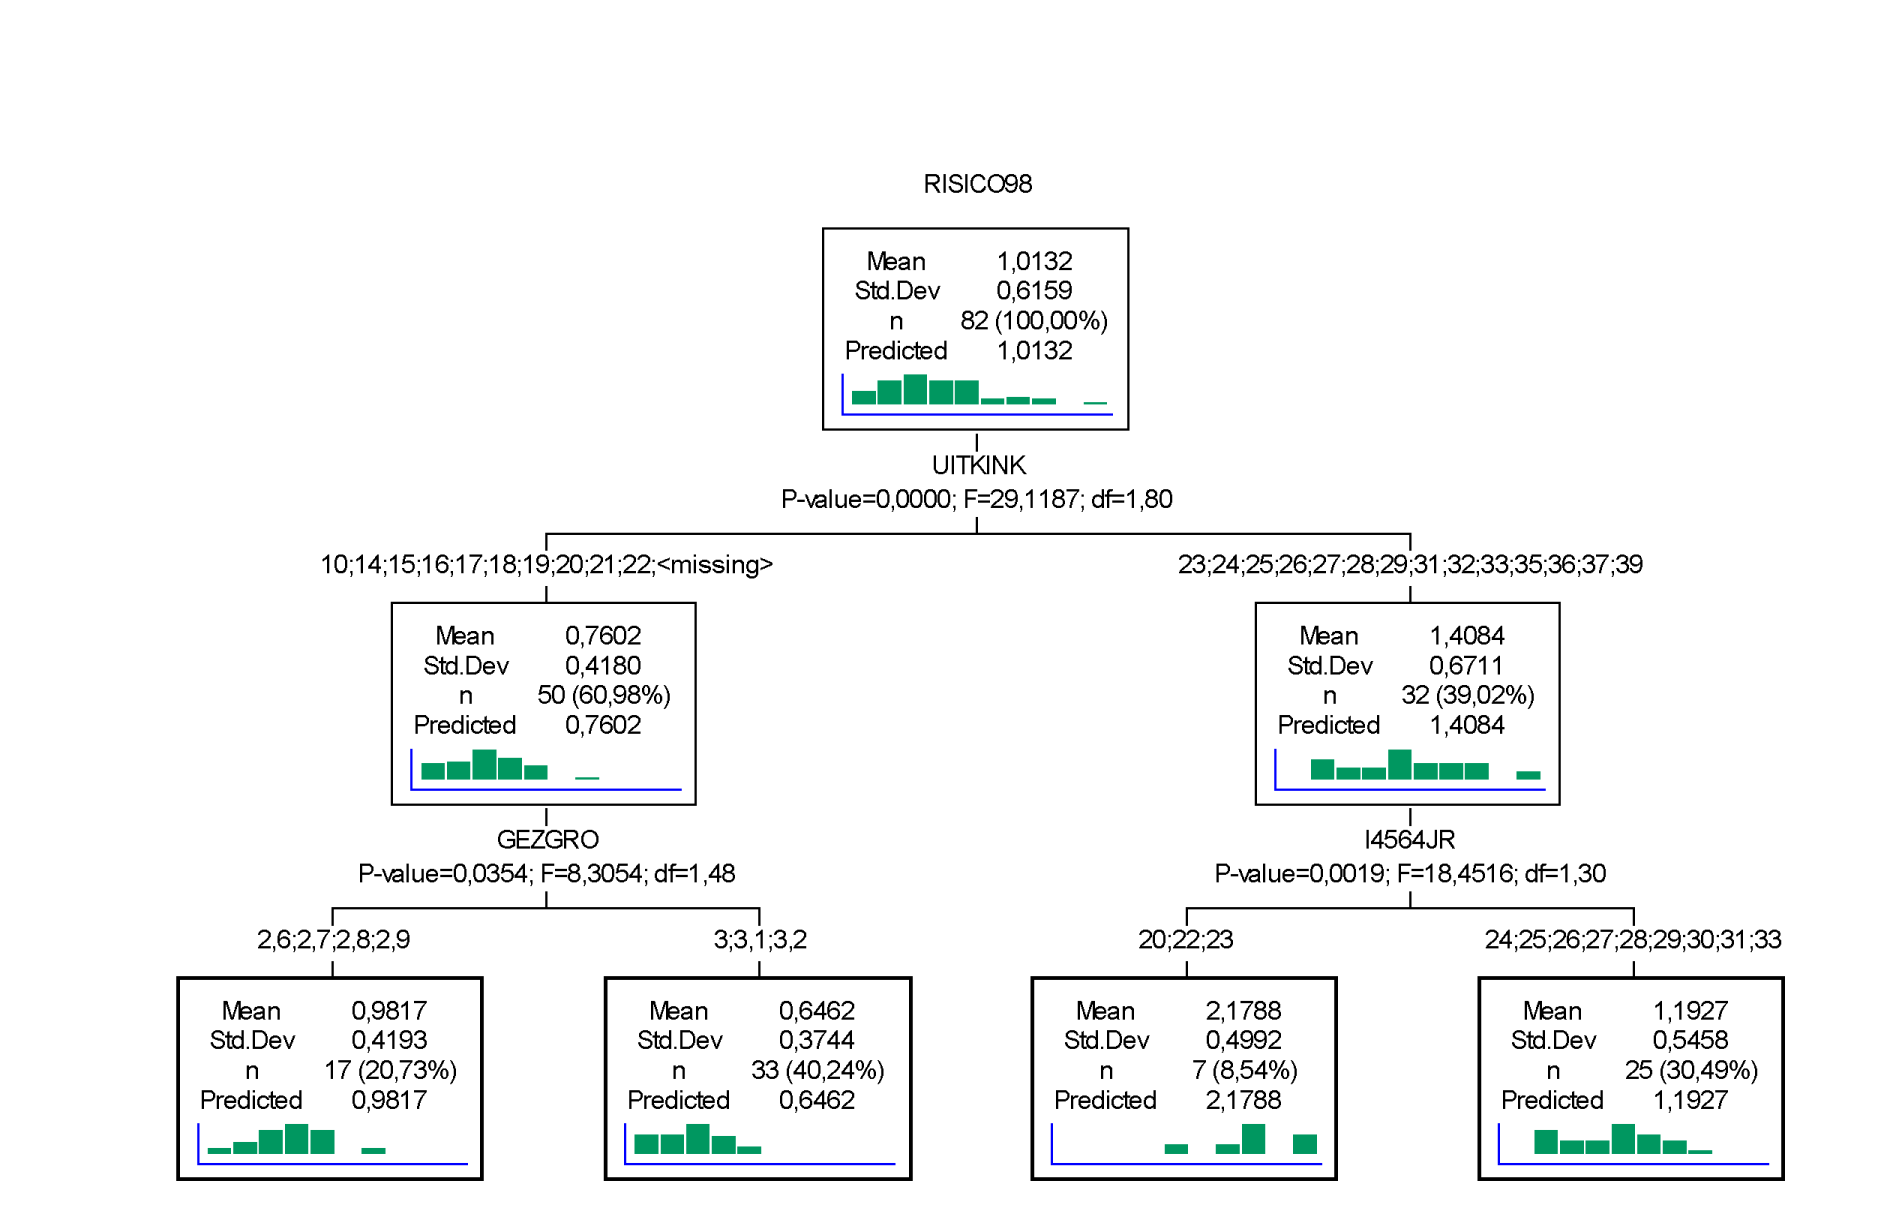 RISICO98
Mean 1,0132
Std.Dev 0,6159
n 82 (100,00%)
Predicted 1,0132
UITKINK
P-value=0,0000; F=29,1187; df=1,80
10;14;15;16;17;18;19;20;21;22;<missing>
23;24;25;26;27;28;29;31;32;33;35;36;37;39
Mean 0,7602
Std.Dev 0,4180
n 50 (60,98%)
Predicted 0,7602
Mean 1,4084
Std.Dev 0,6711
n 32 (39,02%)
Predicted 1,4084
GEZGRO
P-value=0,0354; F=8,3054; df=1,48
I4564JR
P-value=0,0019; F=18,4516; df=1,30
2,6;2,7;2,8;2,9
3;3,1;3,2
20;22;23
24;25;26;27;28;29;30;31;33
Mean 0,9817
Std.Dev 0,4193
n 17 (20,73%)
Predicted 0,9817
Mean 0,6462
Std.Dev 0,3744
n 33 (40,24%)
Predicted 0,6462
Mean 2,1788
Std.Dev 0,4992
n 7 (8,54%)
Predicted 2,1788
Mean 1,1927
Std.Dev 0,5458
n 25 (30,49%)
Predicted 1,1927